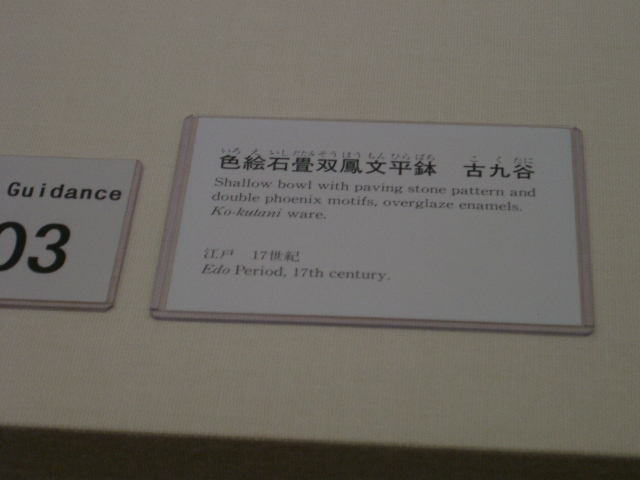 Guidance
03
いろえいしだたみそうほうもんひらばち こくたに
色絵石畳双鳳文平鉢 古九谷
Shallow bowl with paving stone pattern and
double phoenix motifs, overglaze enamels.
Ko-kutani ware.
江戸 17世紀
Edo Period, 17th century.